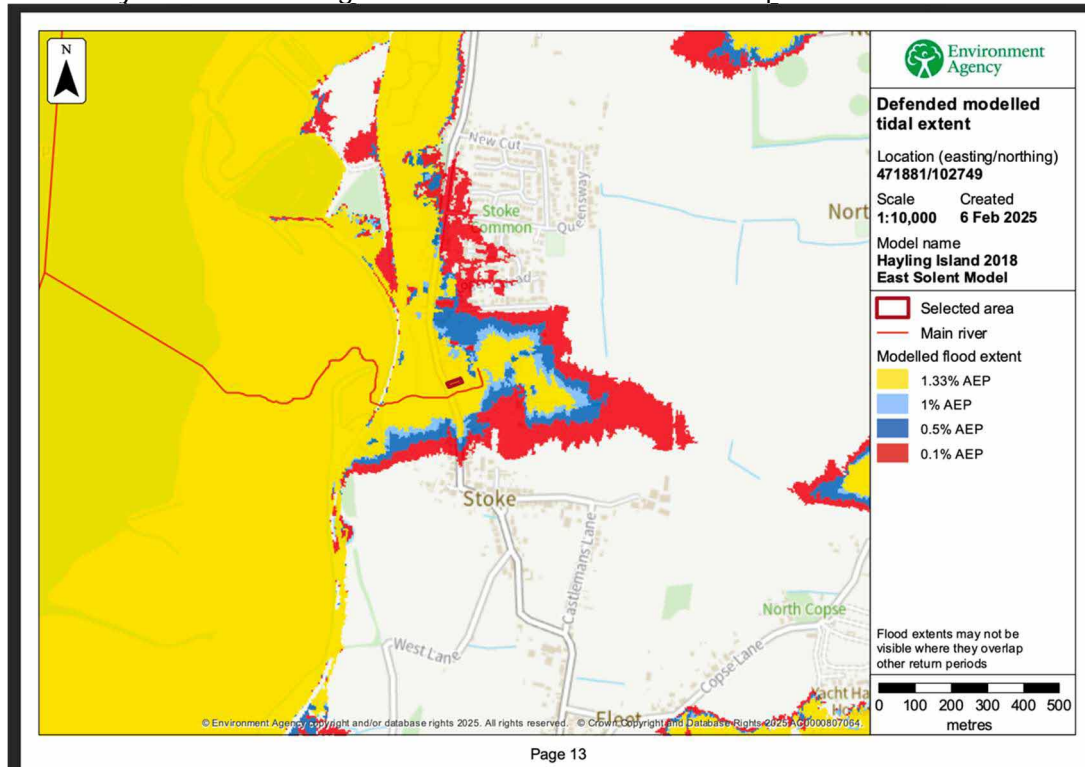 N
New Cut
Queensway
Stoke
Common
Stoke
Castlemans Lane
West Lane
North Copse
Copse Lane
Fleet
© Environment Agency copyright and/or database rights 2025. All rights reserved. © Crown Copyright and Database Rights 2025 AC0000807064.
Environment
Agency
Defended modelled
tidal extent
Location (easting/northing)
471881/102749
Scale Created
1:10,000 6 Feb 2025
Model name
Hayling Island 2018
East Solent Model
Selected area
Main river
Modelled flood extent
1.33% AEP
1% AEP
0.5% AEP
0.1% AEP
Flood extents may not be
visible where they overlap
other return periods
0 100 200 300 400 500
metres
Page 13